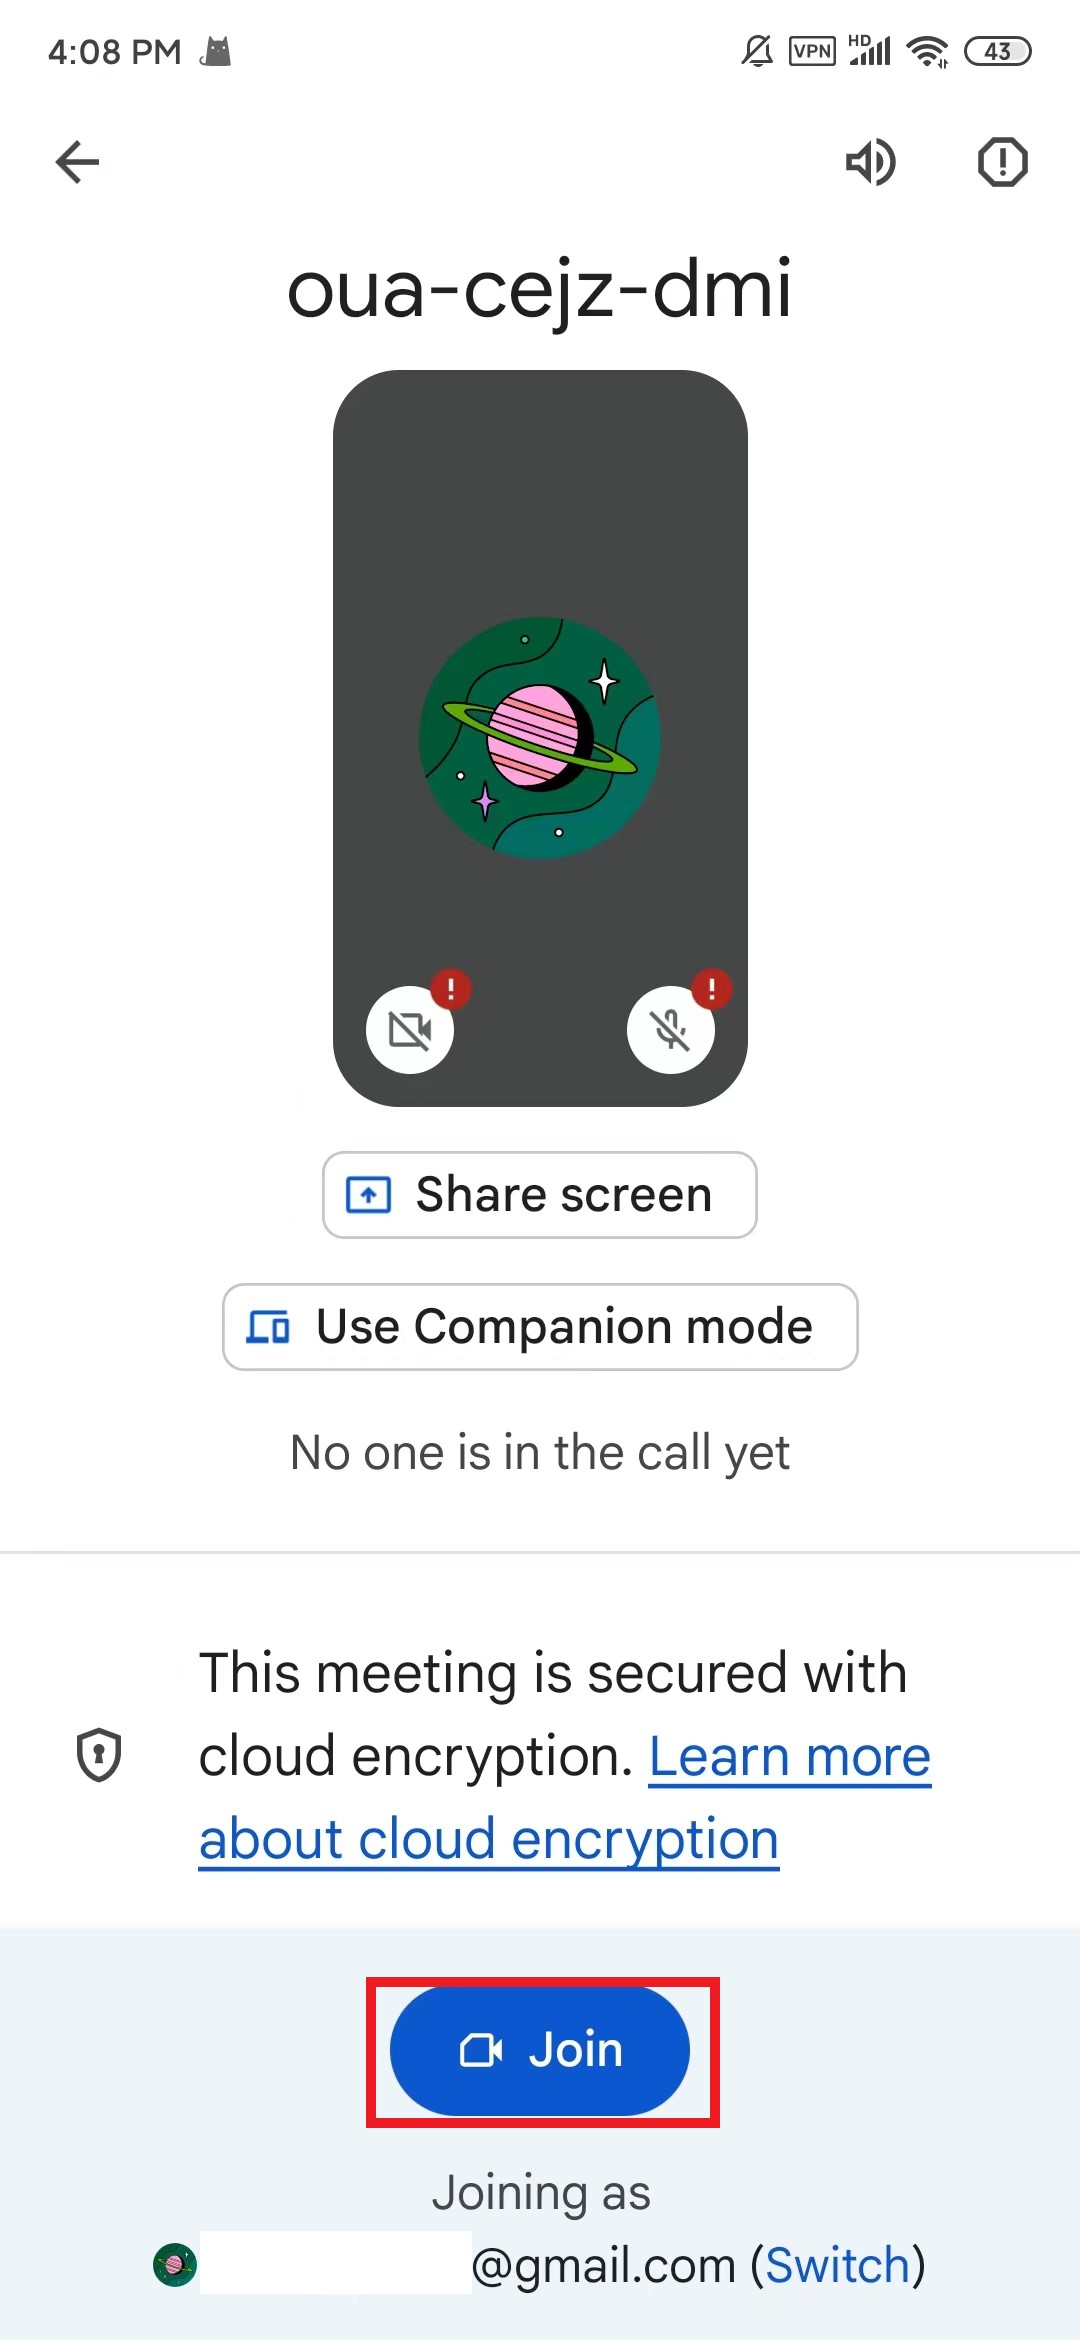 4:08 PM VPN HD 43
oua-cejz-dmi
Share screen
Use Companion mode
No one is in the call yet
This meeting is secured with
cloud encryption. Learn more
about cloud encryption
Join
Joining as
@gmail.com (Switch)